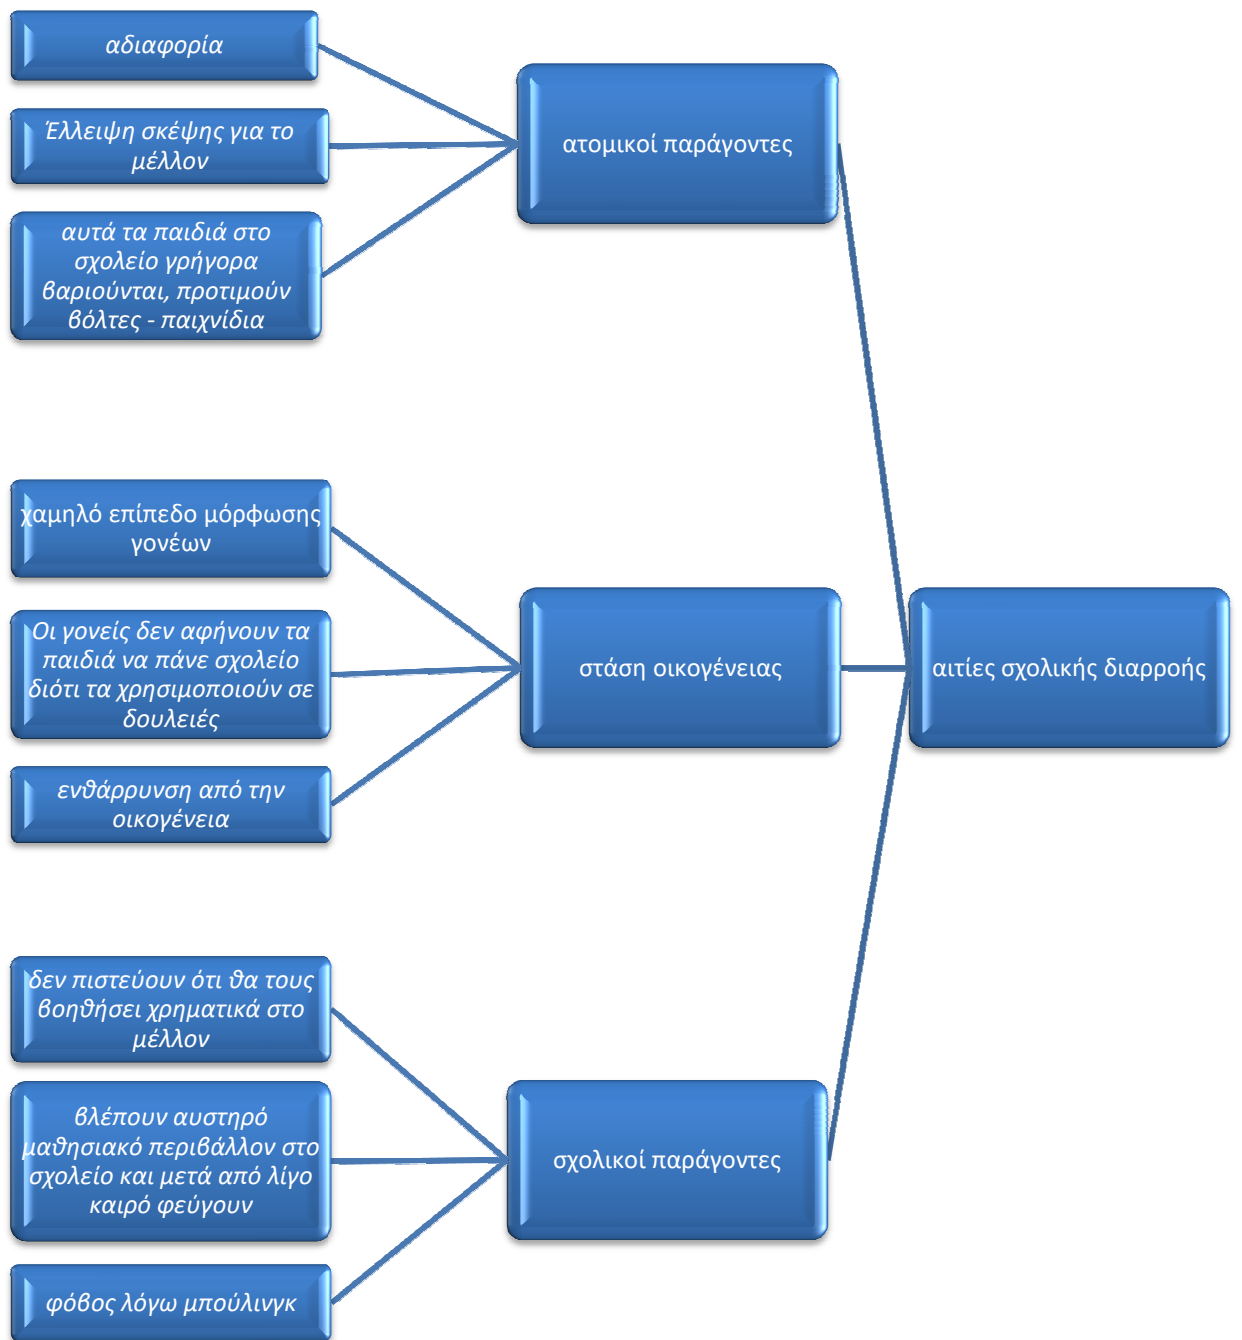 αδιαφορία
Έλλειψη σκέψης για το
μέλλον
αυτά τα παιδιά στο
σχολείο γρήγορα
βαριούνται, προτιμούν
βόλτες - παιχνίδια
ατομικοί παράγοντες
χαμηλό επίπεδο μόρφωσης
γονέων
Οι γονείς δεν αφήνουν τα
παιδιά να πάνε σχολείο
διότι τα χρησιμοποιούν σε
δουλειές
ενθάρρυνση από την
οικογένεια
στάση οικογένειας
αιτίες σχολικής διαρροής
δεν πιστεύουν ότι θα τους
βοηθήσει χρηματικά στο
μέλλον
βλέπουν αυστηρό
μαθησιακό περιβάλλον στο
σχολείο και μετά από λίγο
καιρό φεύγουν
φόβος λόγω μπούλινγκ
σχολικοί παράγοντες